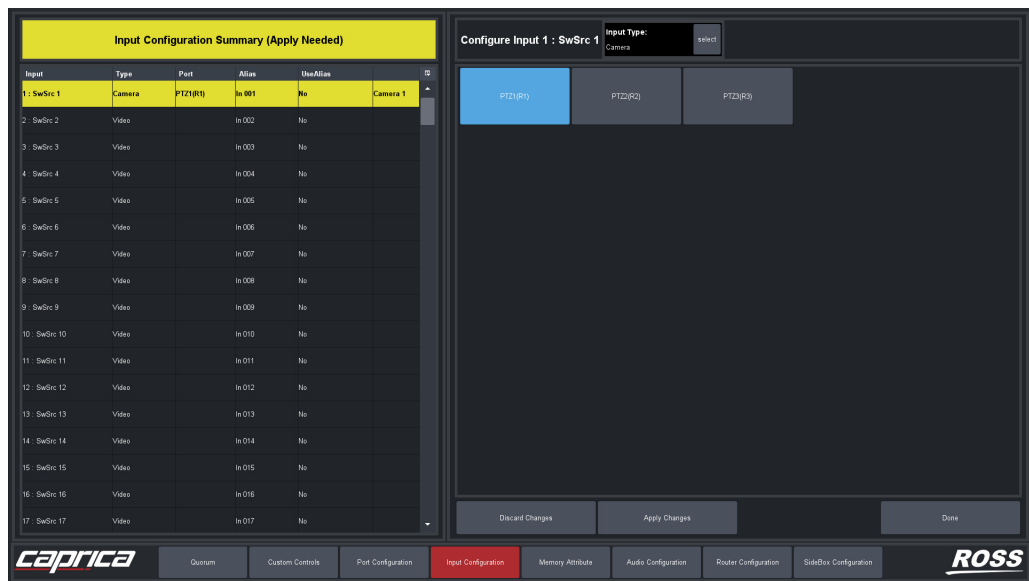 Input Configuration Summary (Apply Needed)
Input Type Port Alias UseAlias
1 : SwSrc 1 Camera PTZ1(R1) In 001 No Camera 1
2 : SwSrc 2 Video In 002 No
3 : SwSrc 3 Video In 003 No
4 : SwSrc 4 Video In 004 No
5 : SwSrc 5 Video In 005 No
6 : SwSrc 6 Video In 006 No
7 : SwSrc 7 Video In 007 No
8 : SwSrc 8 Video In 008 No
9 : SwSrc 9 Video In 009 No
10 : SwSrc 10 Video In 010 No
11 : SwSrc 11 Video In 011 No
12 : SwSrc 12 Video In 012 No
13 : SwSrc 13 Video In 013 No
14 : SwSrc 14 Video In 014 No
15 : SwSrc 15 Video In 015 No
16 : SwSrc 16 Video In 016 No
17 : SwSrc 17 Video In 017 No
Configure Input 1 : SwSrc 1
Input Type:
Camera
select
PTZ1(R1) PTZ2(R2) PTZ3(R3)
Discard Changes Apply Changes Done
caprica Quorum Custom Controls Port Configuration Input Configuration Memory Attribute Audio Configuration Router Configuration SideBox Configuration ROSS